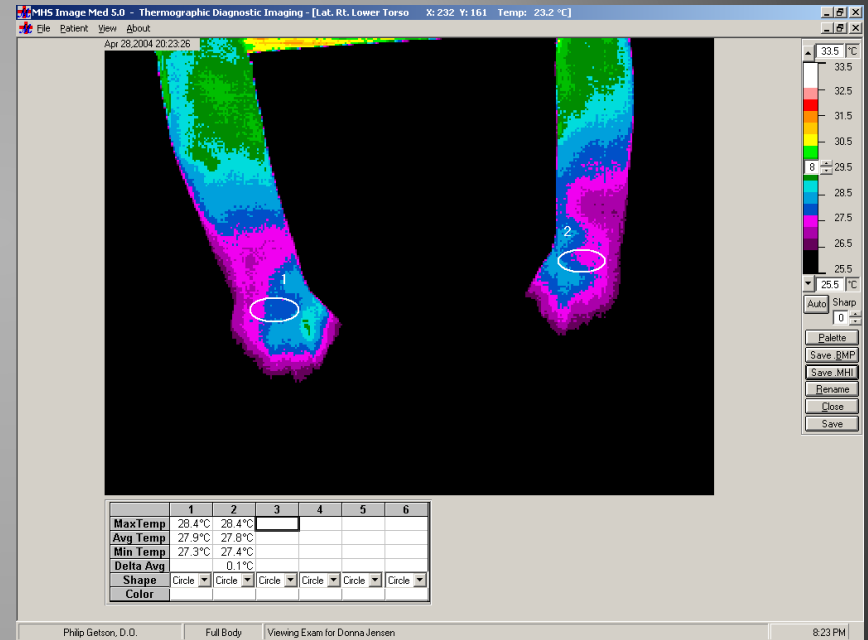 MHS Image Med 5.0 - Thermographic Diagnostic Imaging - [Lat. Rt. Lower Torso X: 232 Y: 161 Temp: 23.2 °C]
File Patient View About
Apr 28,2004 20:23:26
33.5 °C
33.5
32.5
31.5
30.5
8 29.5
28.5
27.5
26.5
25.5
25.5 °C
Auto Sharp
0
Palette
Save .BMP
Save .MHI
Rename
Close
Save
1
2
1 2 3 4 5 6
MaxTemp 28.4°C 28.4°C
Avg Temp 27.9°C 27.8°C
Min Temp 27.3°C 27.4°C
Delta Avg 0.1°C
Shape Circle Circle Circle Circle Circle Circle
Color
Philip Getson, D.O. Full Body Viewing Exam for Donna Jensen 8:23 PM